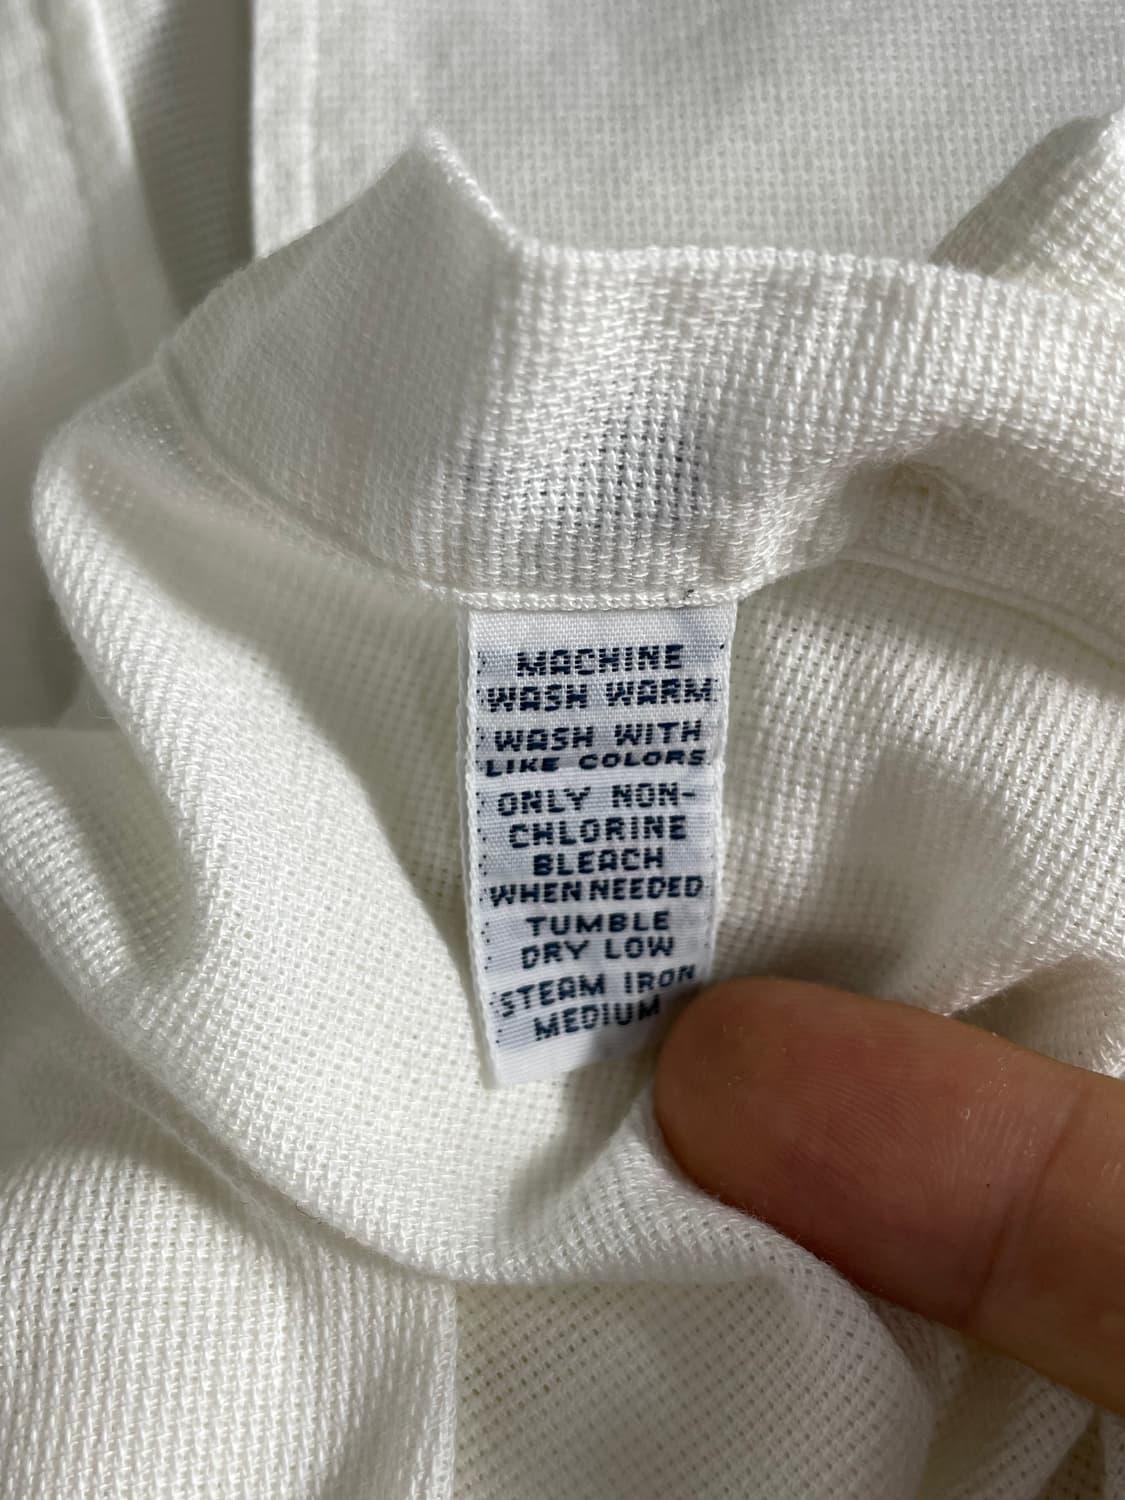 MACHINE
WASH WARM
WASH WITH
LIKE COLORS
ONLY NON-
CHLORINE
BLEACH
WHEN NEEDED
TUMBLE
DRY LOW
STEAM IRON
MEDIUM